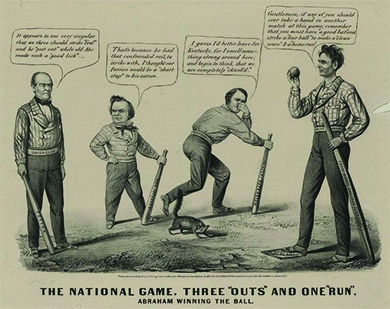 It appears to me very singular
that we three should strike "foul"
and be "put out" while old Abe
made such a "good lick".
That's because he had
that confounded rail, to
strike with, I thought our
fusion would be a "short
stop" to his career.
I guess I'd better leave for
Kentucky, for I smell some-
thing strong around here,
and begin to think, that we
are completely "skunk'd".
Gentlemen, if any of you should
ever take a hand in another
match at this game, remember
that you must have a "good bat" and
strike a "fair ball" to make a "clean
score" & a "home run".
THE NATIONAL GAME. THREE "OUTS" AND ONE "RUN".
ABRAHAM WINNING THE BALL.